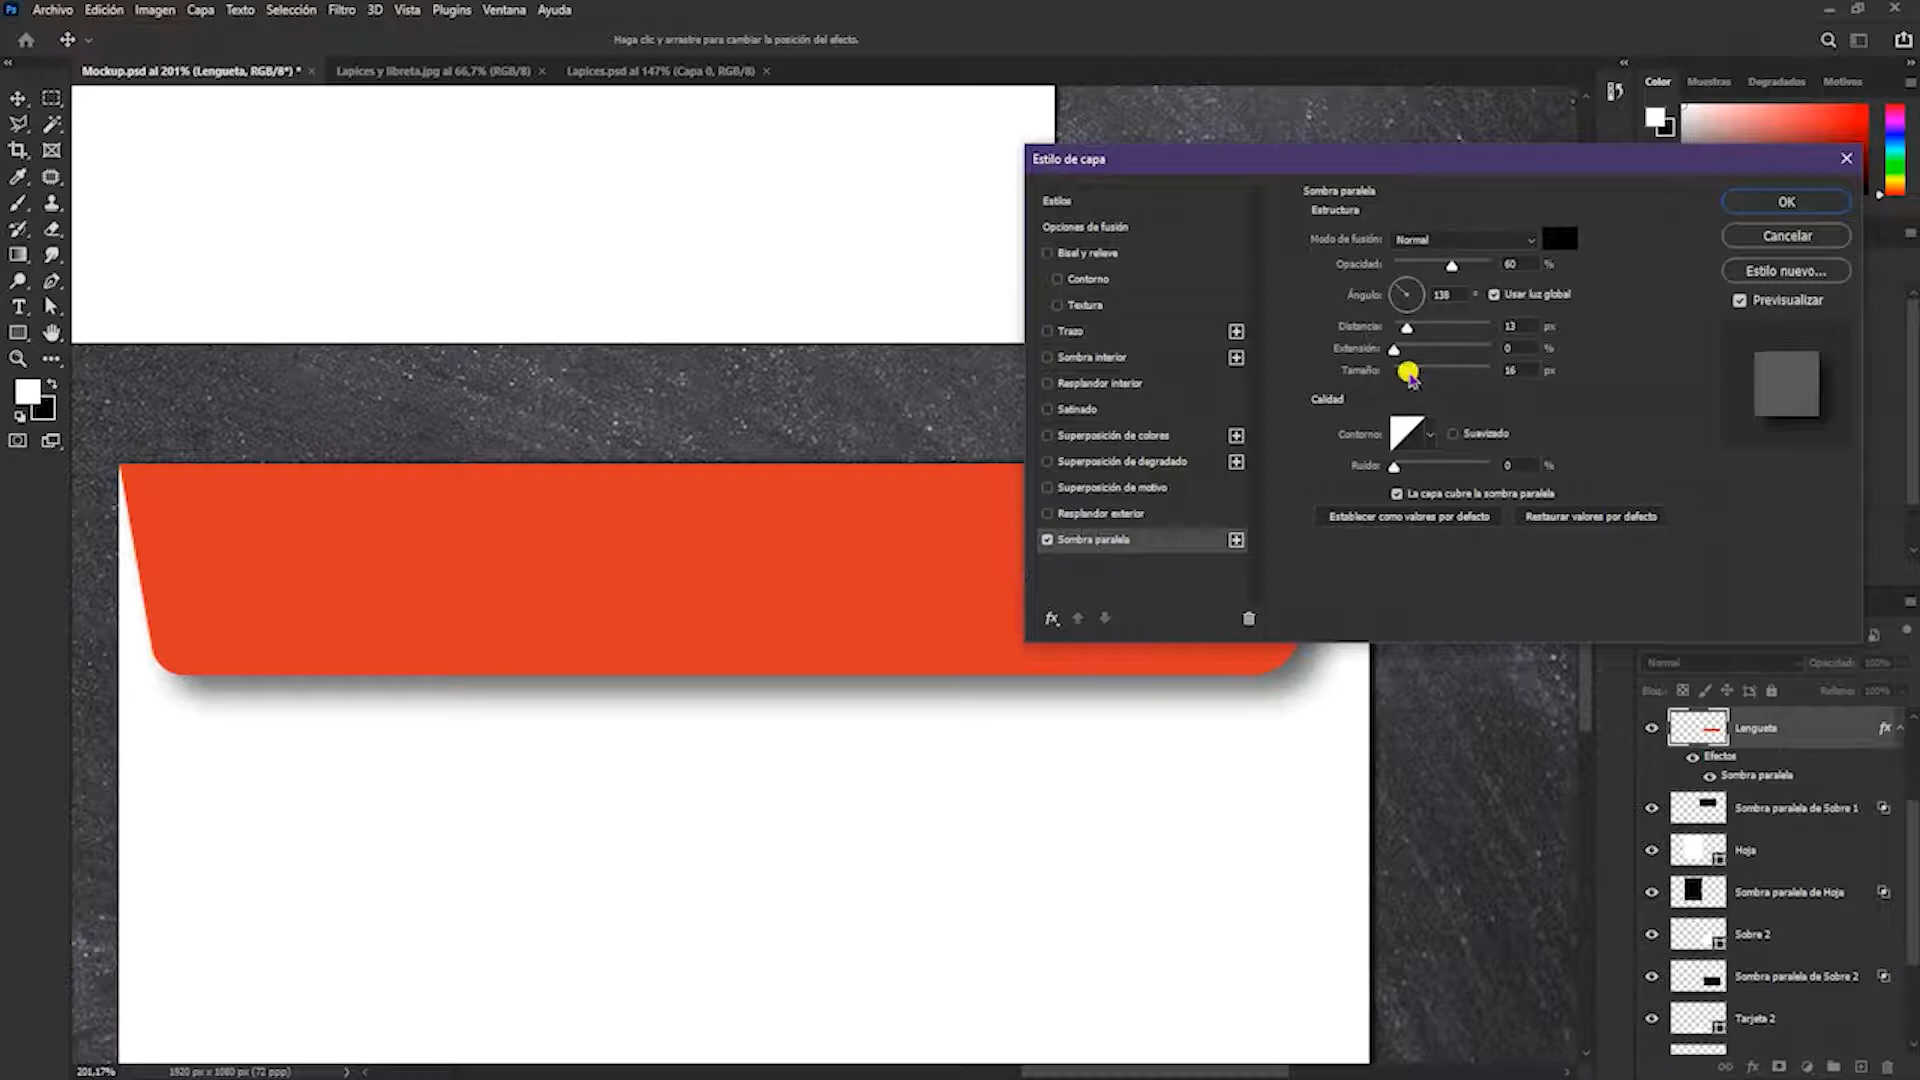 Ps Archivo Edición Imagen Capa Texto Selección Filtro 3D Vista Plugins Ventana Ayuda
Haga clic y arrastre para cambiar la posición del efecto.
Mockup.psd al 201% (Lengueta, RGB/8*) * × Lapices y libreta.jpg al 66,7% (RGB/8) × Lapices.psd al 147% (Capa 0, RGB/8) ×
Color Muestras Degradados Motivos
Estilo de capa
Estilos
Opciones de fusión
Bisel y relieve
Contorno
Textura
Trazo
Sombra interior
Resplandor interior
Satinado
Superposición de colores
Superposición de degradado
Superposición de motivo
Resplandor exterior
Sombra paralela
fx
Sombra paralela
Estructura
Modo de fusión: Normal
Opacidad: 60 %
Ángulo: 138 ° Usar luz global
Distancia: 13 px
Extensión: 0 %
Tamaño: 16 px
Calidad
Contorno: Suavizado
Ruido: 0 %
La capa cubre la sombra paralela
Establecer como valores por defecto Restaurar valores por defecto
OK
Cancelar
Estilo nuevo...
Previsualizar
Normal Opacidad: 100%
Bloq.: Relleno: 100%
Lengueta fx
Efectos
Sombra paralela
Sombra paralela de Sobre 1
Hoja
Sombra paralela de Hoja
Sobre 2
Sombra paralela de Sobre 2
Tarjeta 2
fx
201,17% 1920 px x 1080 px (72 ppp)